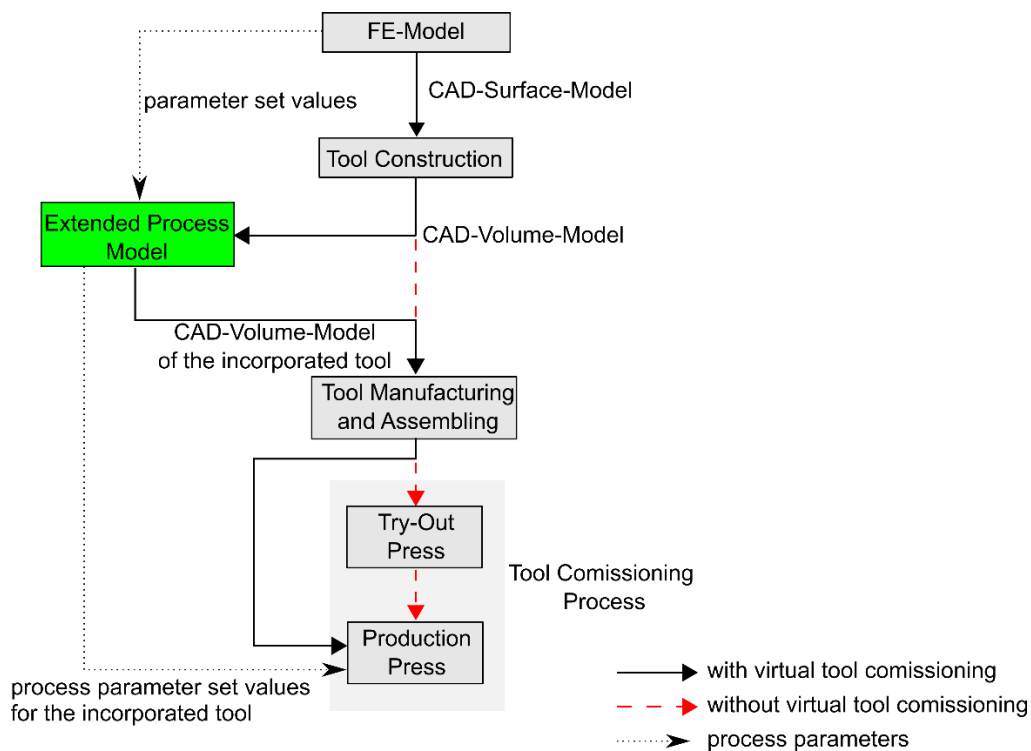 FE-Model
CAD-Surface-Model
parameter set values
Tool Construction
Extended Process
Model
CAD-Volume-Model
CAD-Volume-Model
of the incorporated tool
Tool Manufacturing
and Assembling
Try-Out
Press
Tool Comissioning
Process
Production
Press
process parameter set values
for the incorporated tool
with virtual tool comissioning
without virtual tool comissioning
process parameters